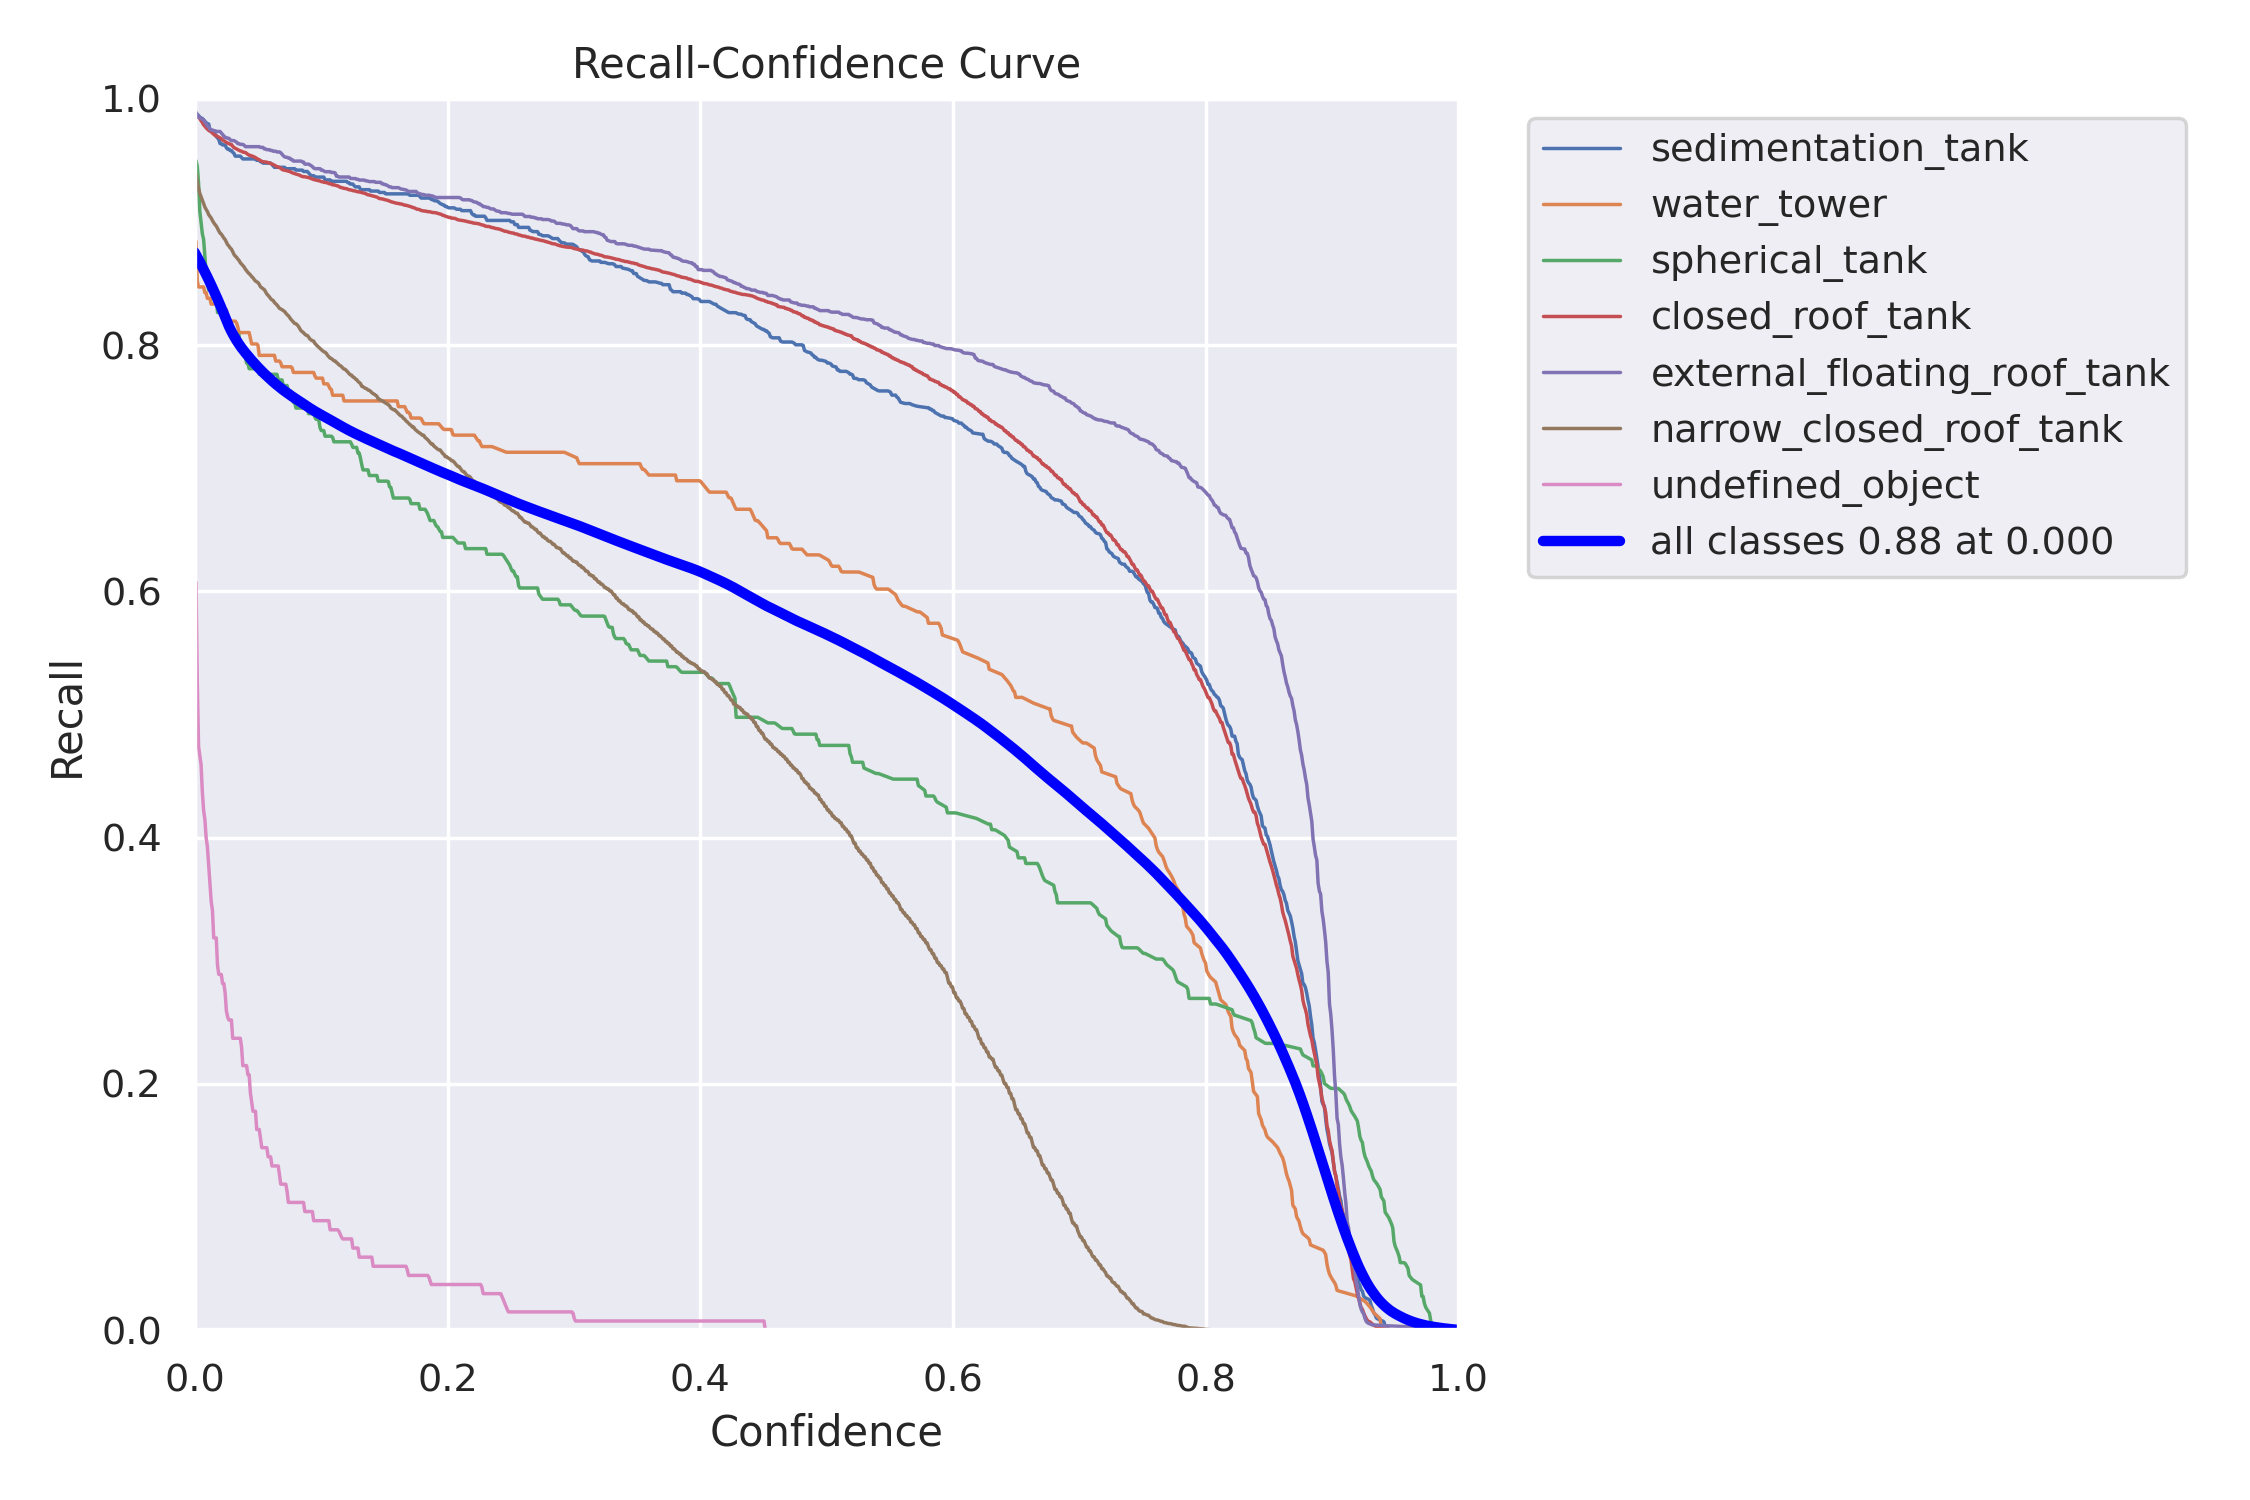 Recall-Confidence Curve
1.0
0.8
0.6
0.4
0.2
0.0
Recall
0.0 0.2 0.4 0.6 0.8 1.0
Confidence
sedimentation_tank
water_tower
spherical_tank
closed_roof_tank
external_floating_roof_tank
narrow_closed_roof_tank
undefined_object
all classes 0.88 at 0.000